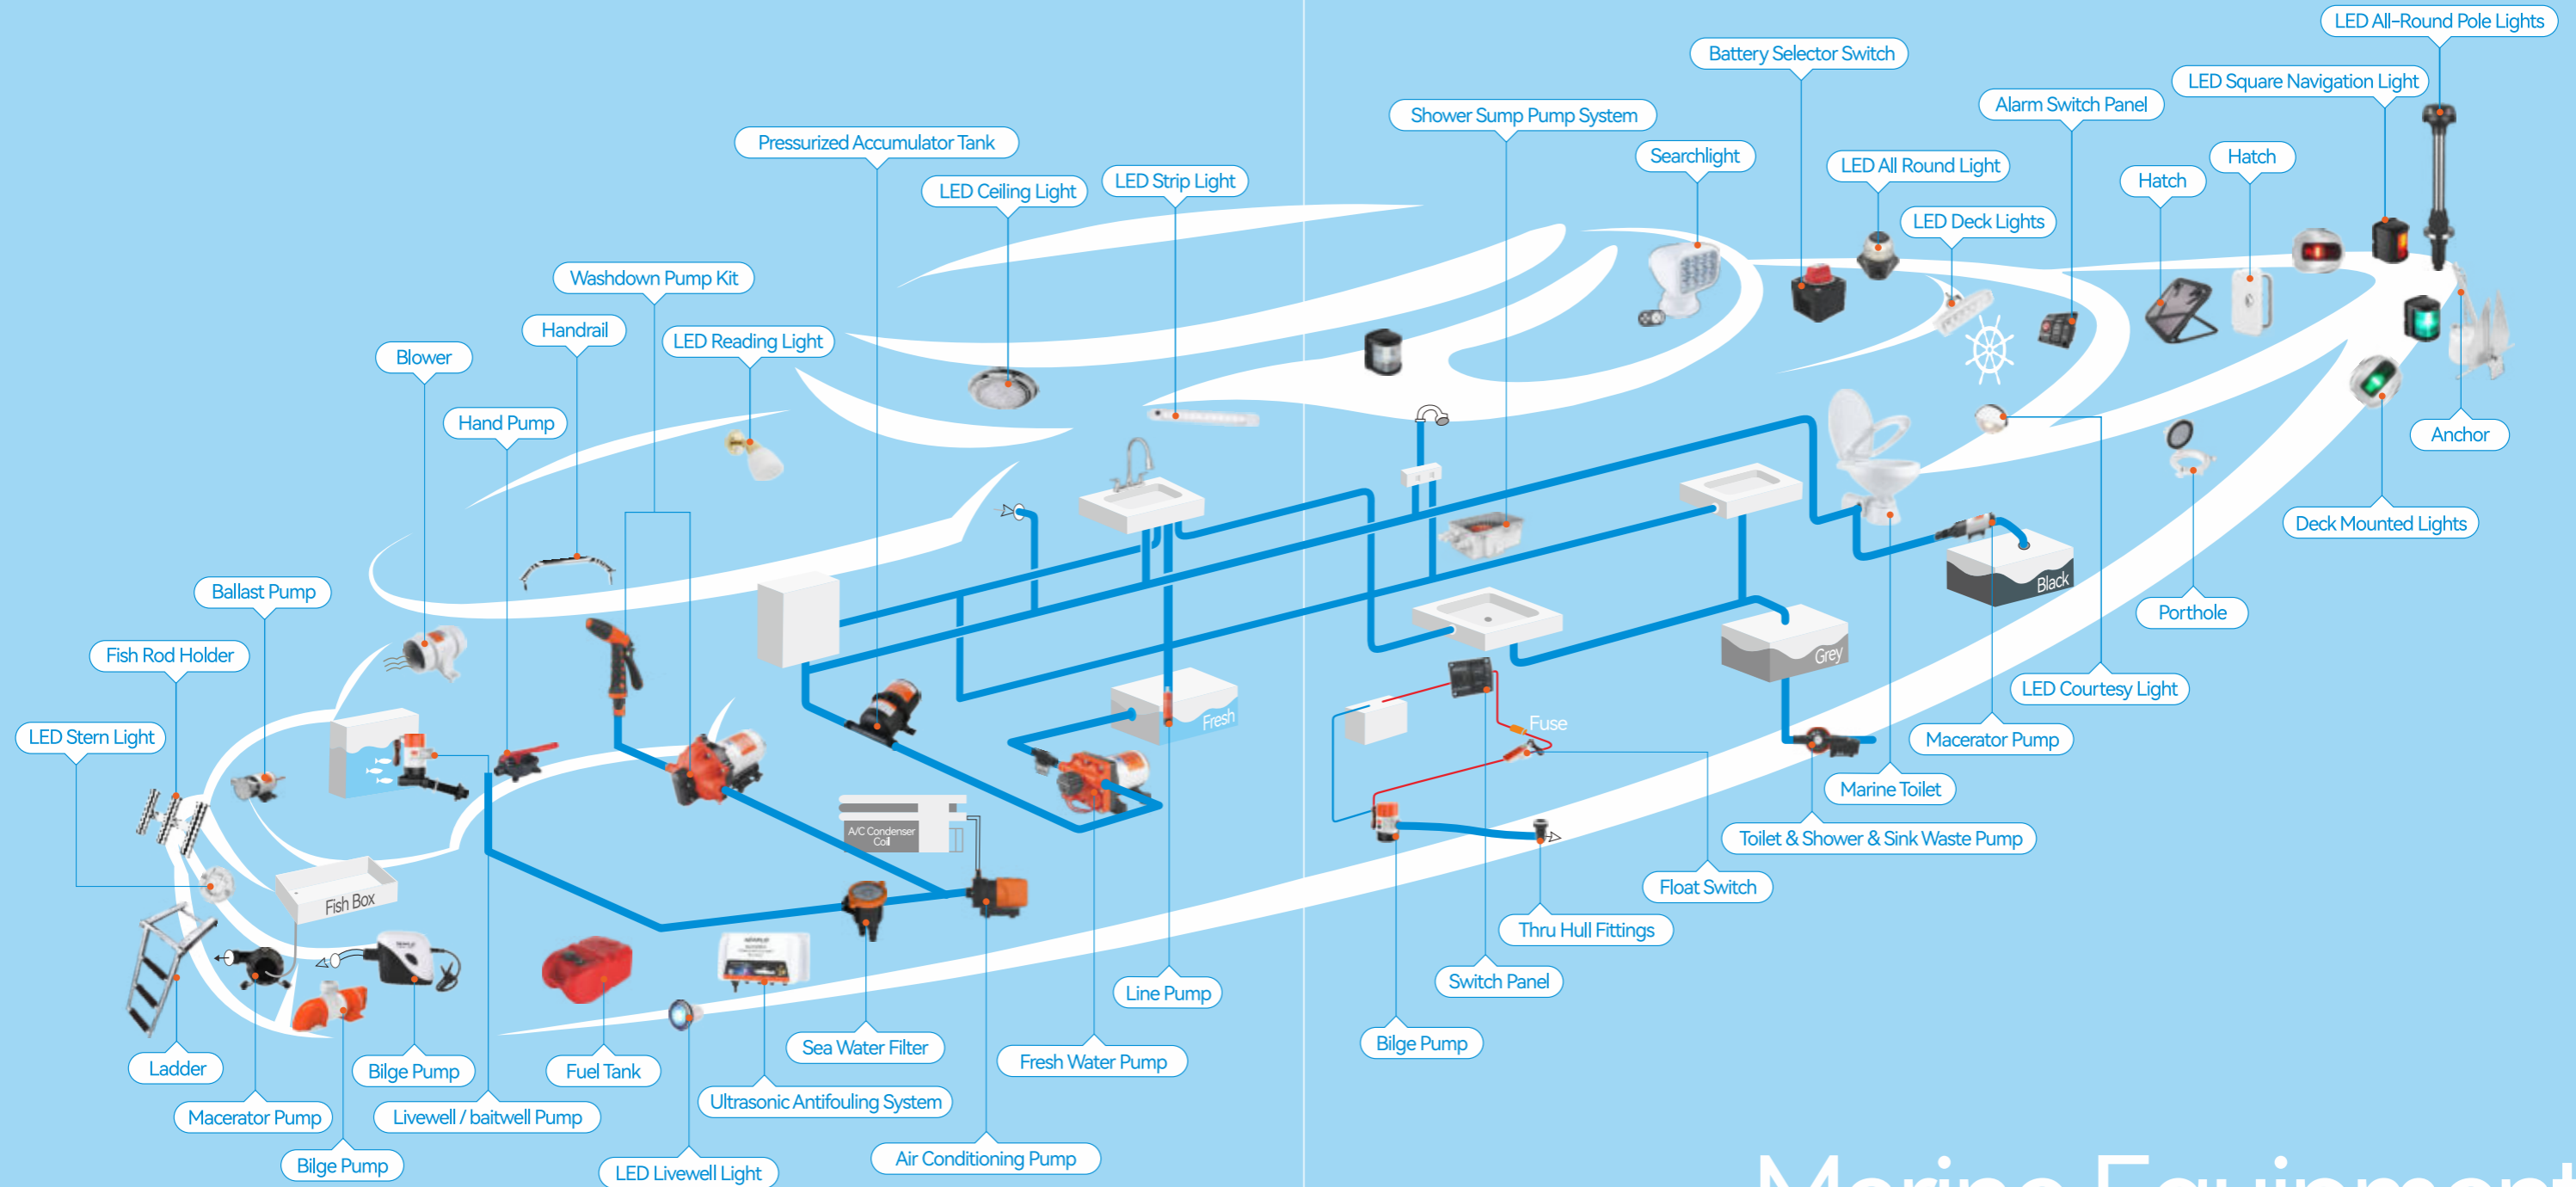 LED All-Round Pole Lights
Battery Selector Switch
LED Square Navigation Light
Alarm Switch Panel
Shower Sump Pump System
Pressurized Accumulator Tank
Searchlight
Hatch
LED All Round Light
LED Strip Light
Hatch
LED Ceiling Light
LED Deck Lights
Washdown Pump Kit
Handrail
LED Reading Light
Blower
Hand Pump
Anchor
Deck Mounted Lights
Black
Ballast Pump
Porthole
Fish Rod Holder
Grey
LED Courtesy Light
Fresh
Fuse
LED Stern Light
Macerator Pump
Marine Toilet
A/C Condenser
Coil
Toilet & Shower & Sink Waste Pump
Float Switch
Fish Box
Thru Hull Fittings
Switch Panel
Line Pump
Bilge Pump
Sea Water Filter
Fresh Water Pump
Ladder
Bilge Pump
Fuel Tank
Ultrasonic Antifouling System
Macerator Pump
Livewell / baitwell Pump
Air Conditioning Pump
Bilge Pump
LED Livewell Light
Marine Equipment